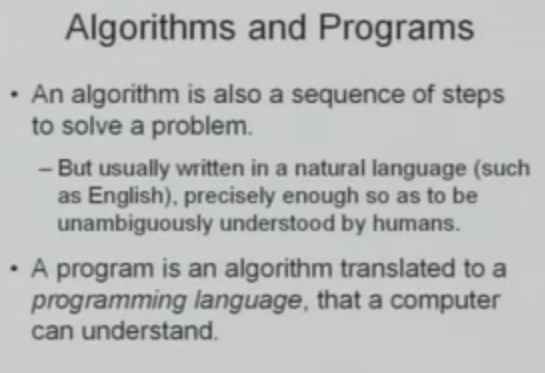 Algorithms and Programs
• An algorithm is also a sequence of steps
to solve a problem.
– But usually written in a natural language (such
as English), precisely enough so as to be
unambiguously understood by humans.
• A program is an algorithm translated to a
programming language, that a computer
can understand.